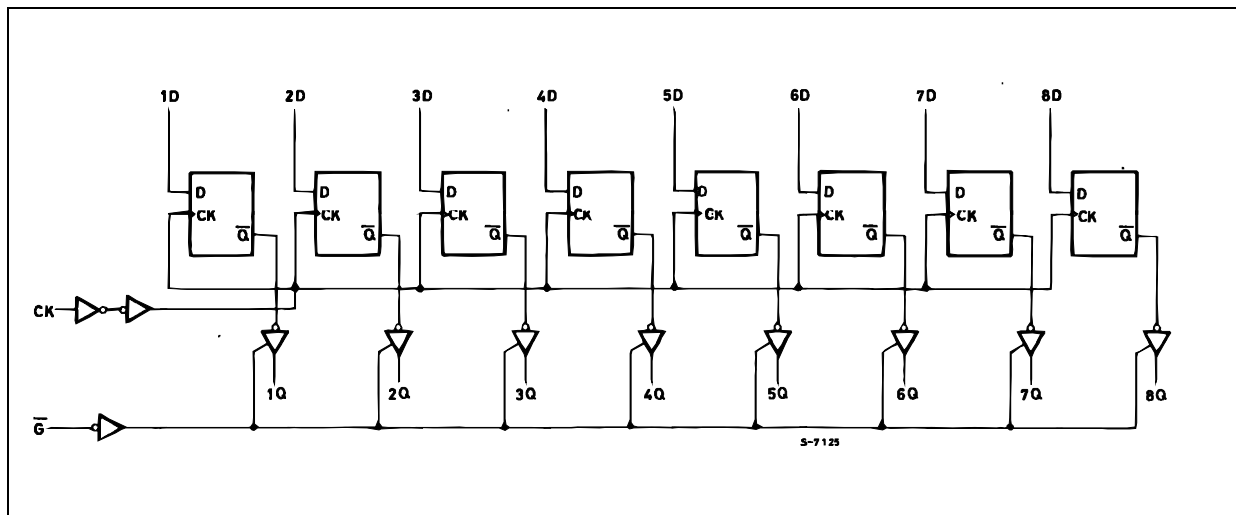 1D 2D 3D 4D 5D 6D 7D 8D
D D D D D D D D
CK CK CK CK CK CK CK CK
Q̅ Q̅ Q̅ Q̅ Q̅ Q̅ Q̅ Q̅
CK
1Q 2Q 3Q 4Q 5Q 6Q 7Q 8Q
G̅
S-7125